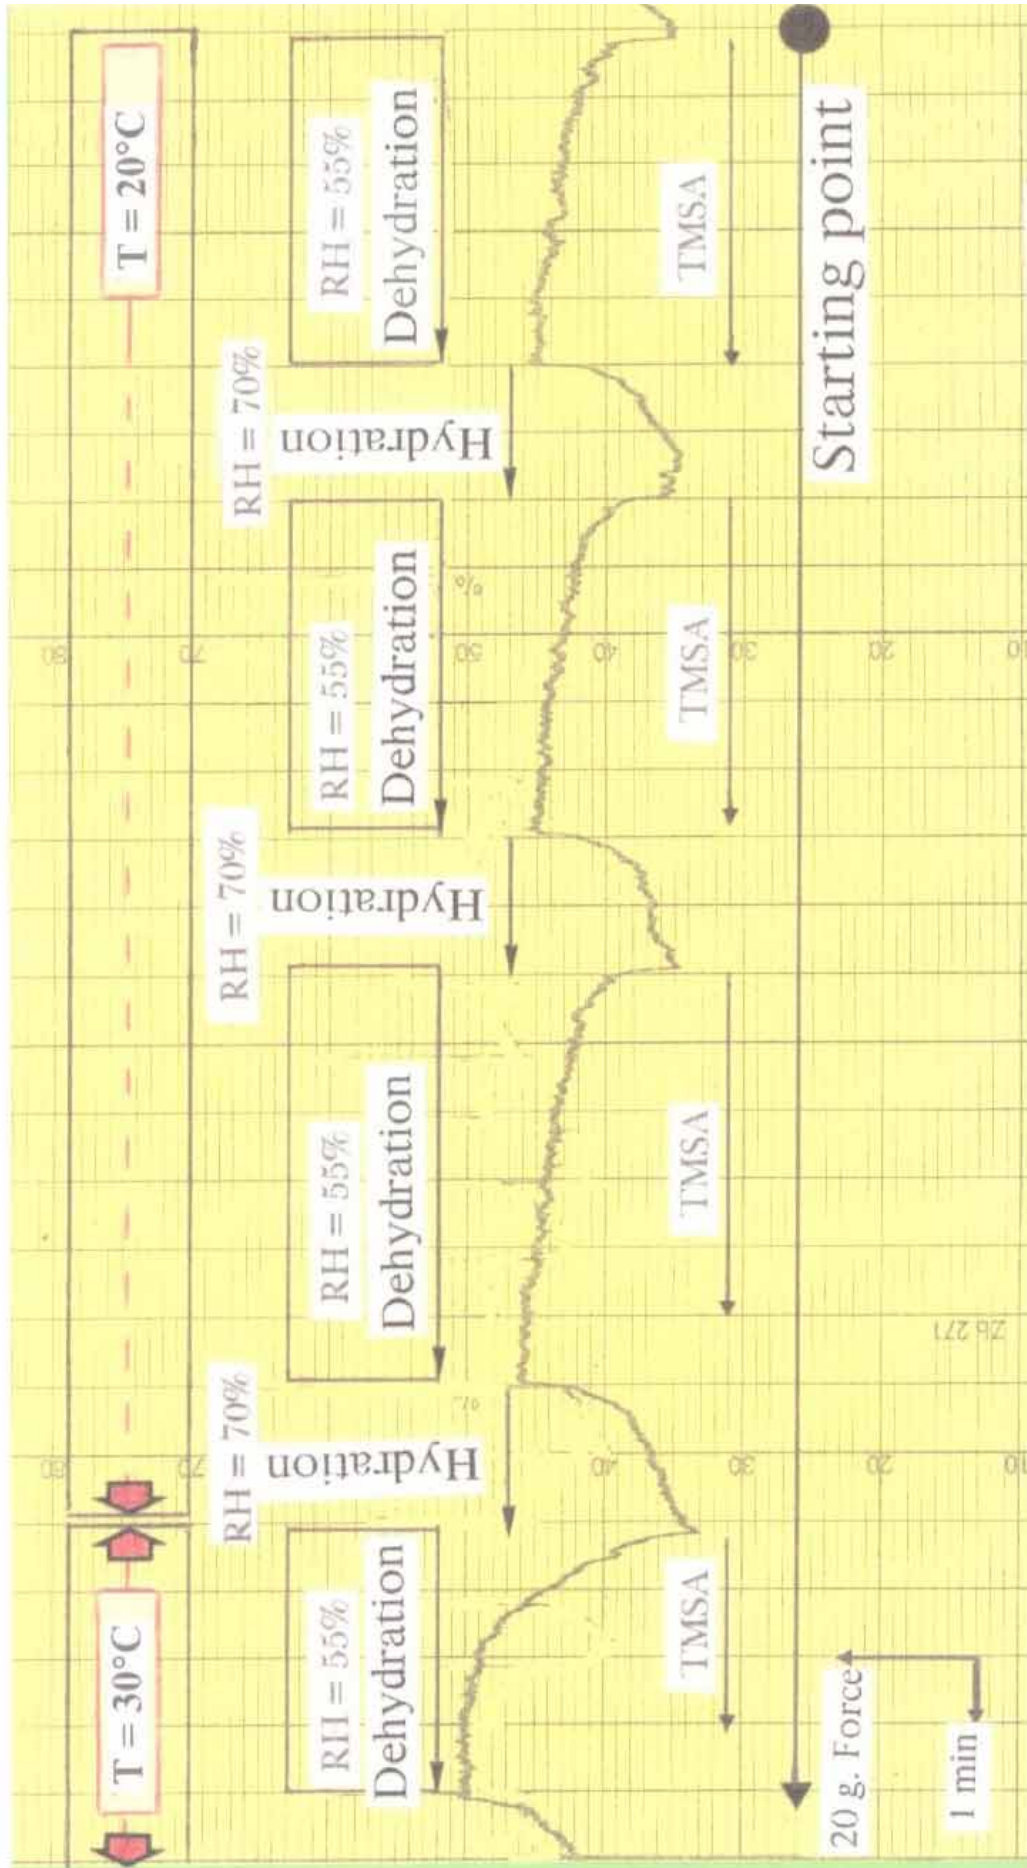 T = 30°C
T = 20°C
RH = 70%
RH = 70%
RH = 70%
RH = 55%
Dehydration
Hydration
RH = 55%
Dehydration
Hydration
RH = 55%
Dehydration
Hydration
RH = 55%
Dehydration
80
70
40
30
20
10
80
50
40
30
20
10
%
Zb 271
TMSA
TMSA
TMSA
TMSA
20 g. Force
1 min
Starting point